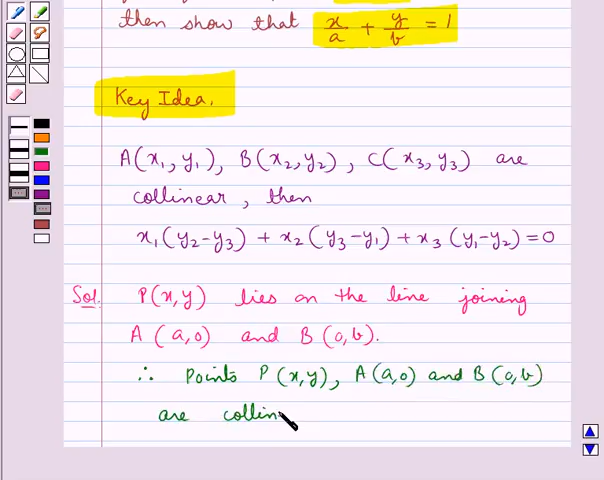 then show that x/a + y/b = 1
Key Idea.
A(x₁, y₁), B(x₂, y₂), C(x₃, y₃) are
collinear, then
x₁(y₂-y₃) + x₂(y₃-y₁) + x₃(y₁-y₂) = 0
Sol. P(x, y) lies on the line joining
A (a, 0) and B (0, b).
∴ Points P (x, y), A(a, 0) and B (0, b)
are collin